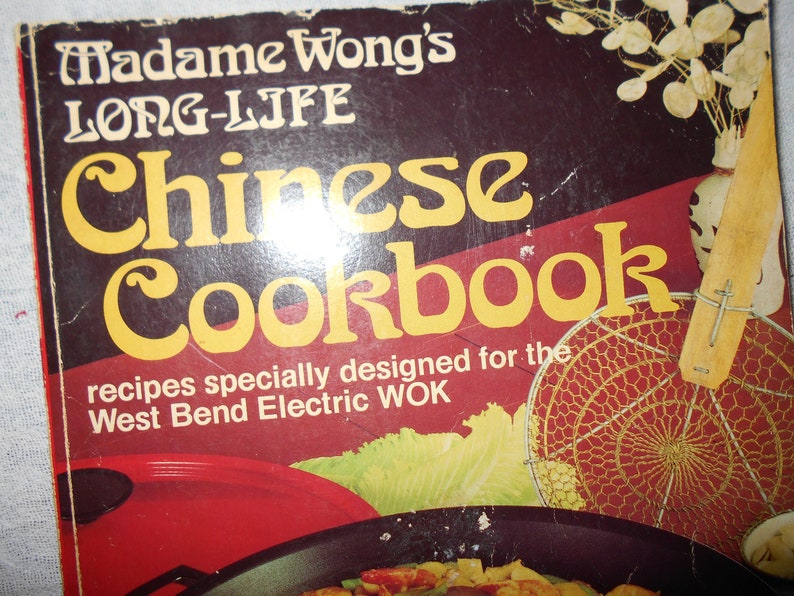 Madame Wong's
LONG-LIFE
Chinese
Cookbook
recipes specially designed for the
West Bend Electric WOK